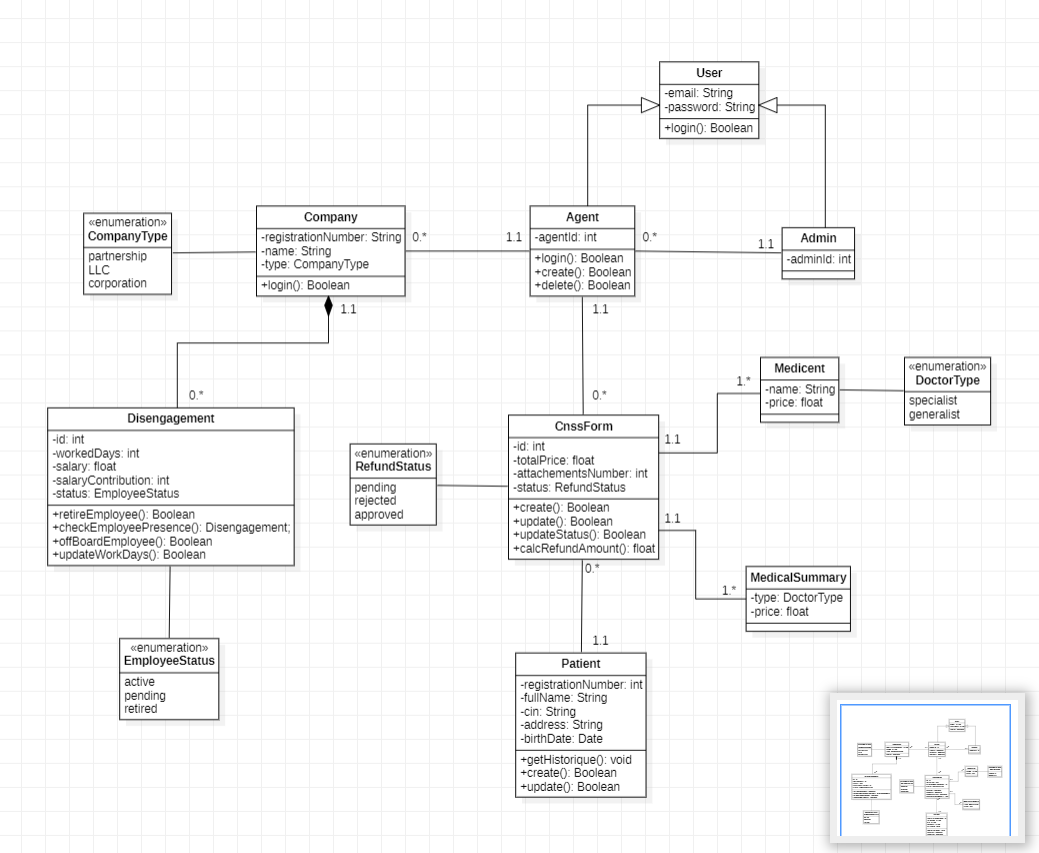 User
-email: String
-password: String
+login(): Boolean
«enumeration»
CompanyType
partnership
LLC
corporation
Company
-registrationNumber: String
-name: String
-type: CompanyType
+login(): Boolean
0.*
1.1
Agent
-agentId: int
+login(): Boolean
+create(): Boolean
+delete(): Boolean
0.*
1.1
Admin
-adminId: int
1.1
1.1
0.*
0.*
Disengagement
-id: int
-workedDays: int
-salary: float
-salaryContribution: int
-status: EmployeeStatus
+retireEmployee(): Boolean
+checkEmployeePresence(): Disengagement;
+offBoardEmployee(): Boolean
+updateWorkDays(): Boolean
«enumeration»
RefundStatus
pending
rejected
approved
CnssForm
-id: int
-totalPrice: float
-attachementsNumber: int
-status: RefundStatus
+create(): Boolean
+update(): Boolean
+updateStatus(): Boolean
+calcRefundAmount(): float
1.1
1.*
Medicent
-name: String
-price: float
«enumeration»
DoctorType
specialist
generalist
1.1
1.*
MedicalSummary
-type: DoctorType
-price: float
0.*
1.1
«enumeration»
EmployeeStatus
active
pending
retired
Patient
-registrationNumber: int
-fullName: String
-cin: String
-address: String
-birthDate: Date
+getHistorique(): void
+create(): Boolean
+update(): Boolean